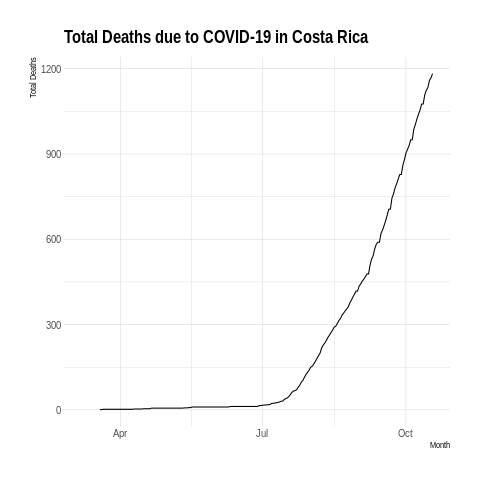 Total Deaths due to COVID-19 in Costa Rica
Total Deaths
1200
900
600
300
0
Apr
Jul
Oct
Month